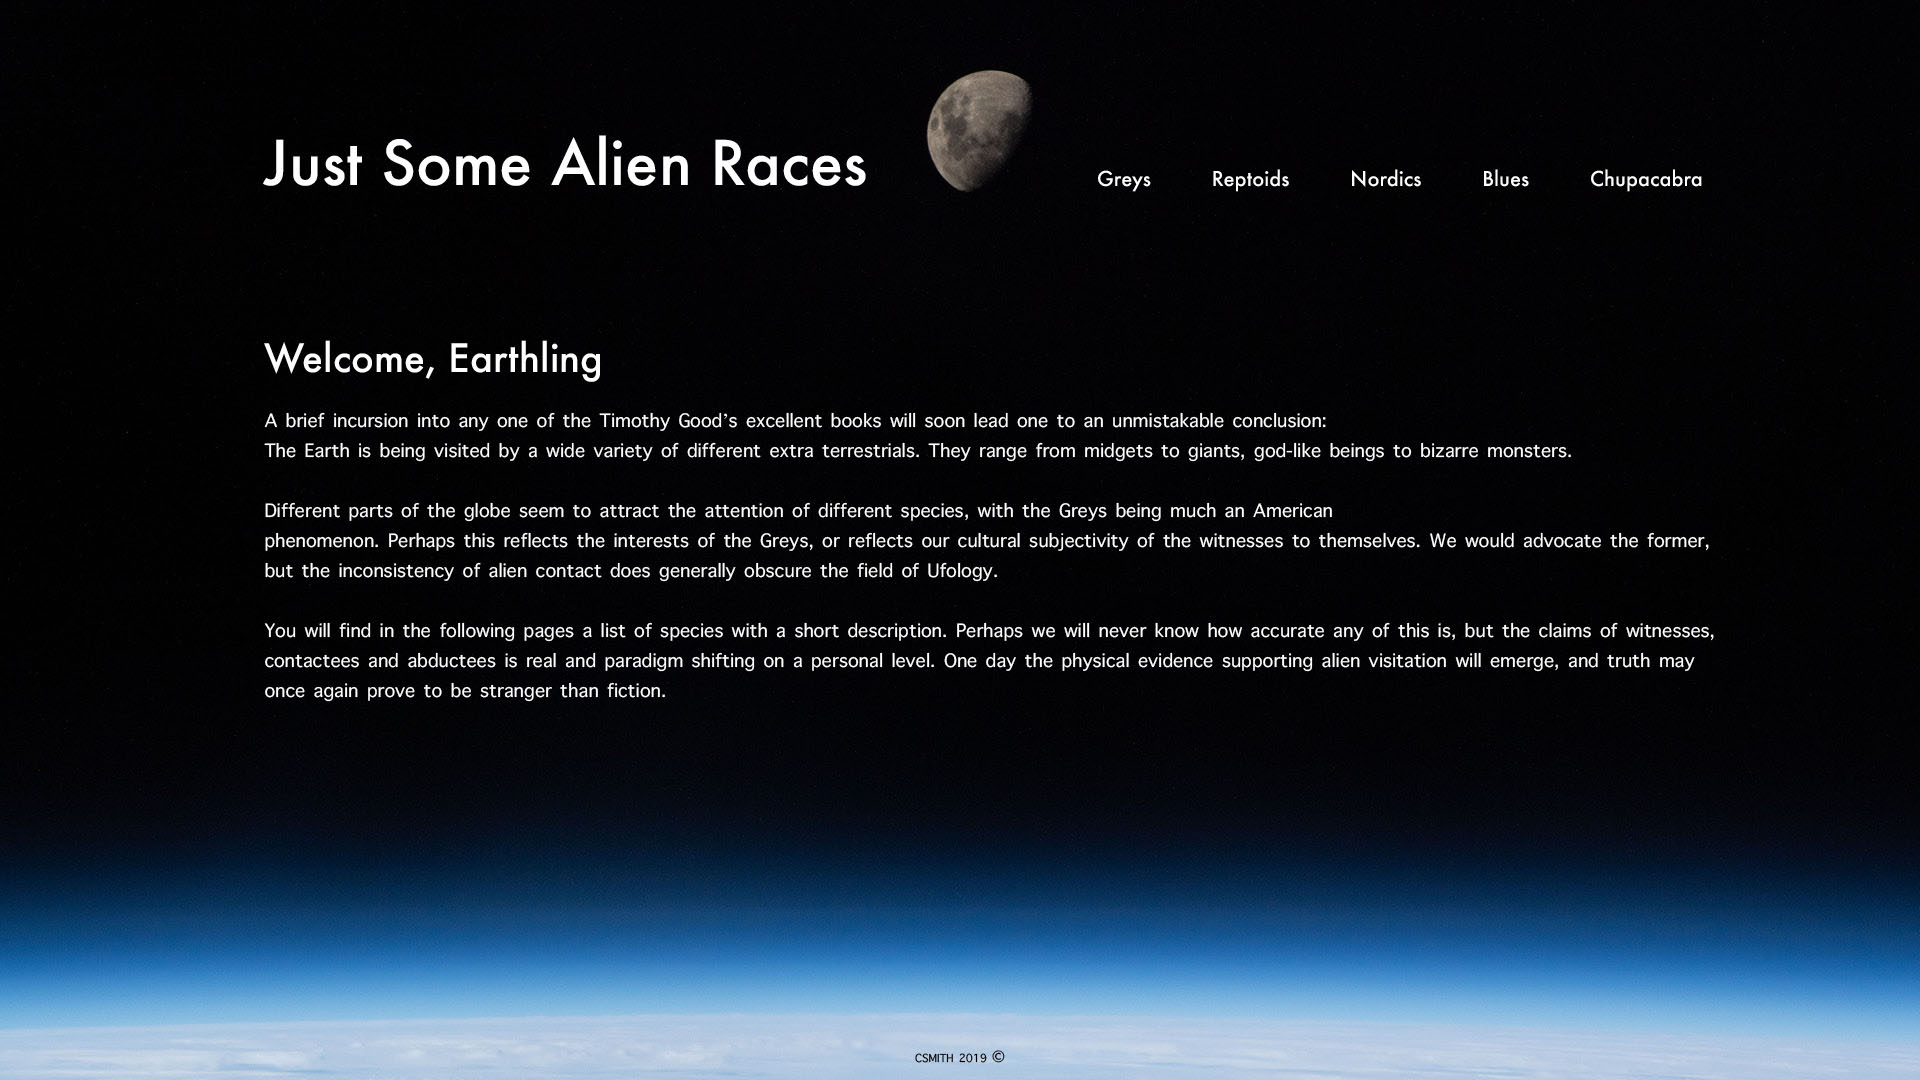 Just Some Alien Races
Greys Reptoids Nordics Blues Chupacabra
Welcome, Earthling
A brief incursion into any one of the Timothy Good’s excellent books will soon lead one to an unmistakable conclusion:
The Earth is being visited by a wide variety of different extra terrestrials. They range from midgets to giants, god-like beings to bizarre monsters.
Different parts of the globe seem to attract the attention of different species, with the Greys being much an American
phenomenon. Perhaps this reflects the interests of the Greys, or reflects our cultural subjectivity of the witnesses to themselves. We would advocate the former,
but the inconsistency of alien contact does generally obscure the field of Ufology.
You will find in the following pages a list of species with a short description. Perhaps we will never know how accurate any of this is, but the claims of witnesses,
contactees and abductees is real and paradigm shifting on a personal level. One day the physical evidence supporting alien visitation will emerge, and truth may
once again prove to be stranger than fiction.
CSMITH 2019 ©